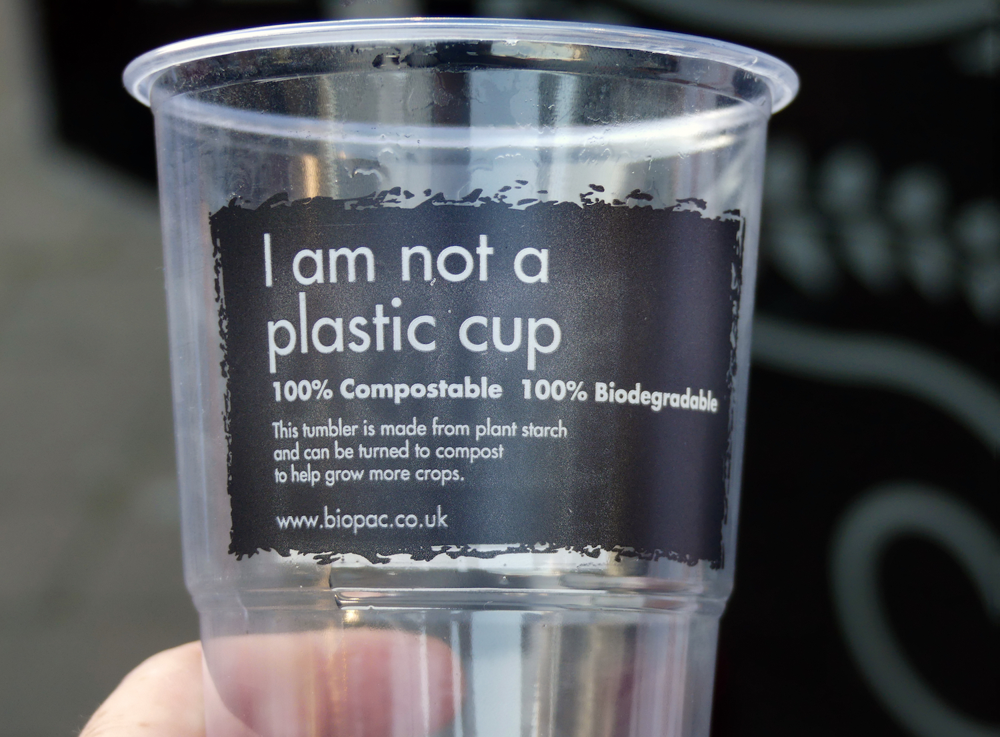 I am not a
plastic cup
100% Compostable 100% Biodegradable
This tumbler is made from plant starch
and can be turned to compost
to help grow more crops.
www.biopac.co.uk